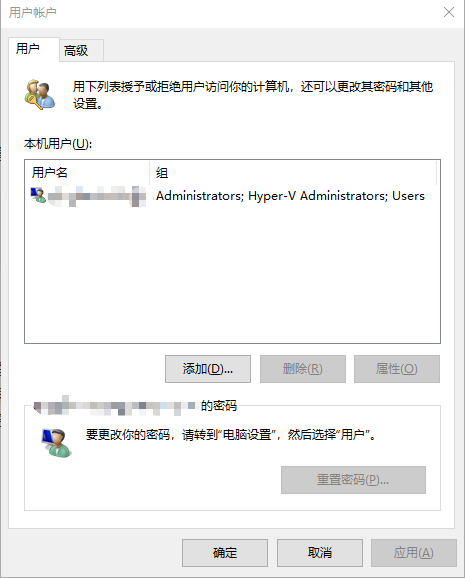 用户帐户
用户
高级
用下列表授予或拒绝用户访问你的计算机，还可以更改其密码和其他
设置。
本机用户(U):
用户名
组
Administrators; Hyper-V Administrators; Users
添加(D)...
删除(R)
属性(O)
的密码
要更改你的密码，请转到“电脑设置”，然后选择“用户”。
重置密码(P)...
确定
取消
应用(A)